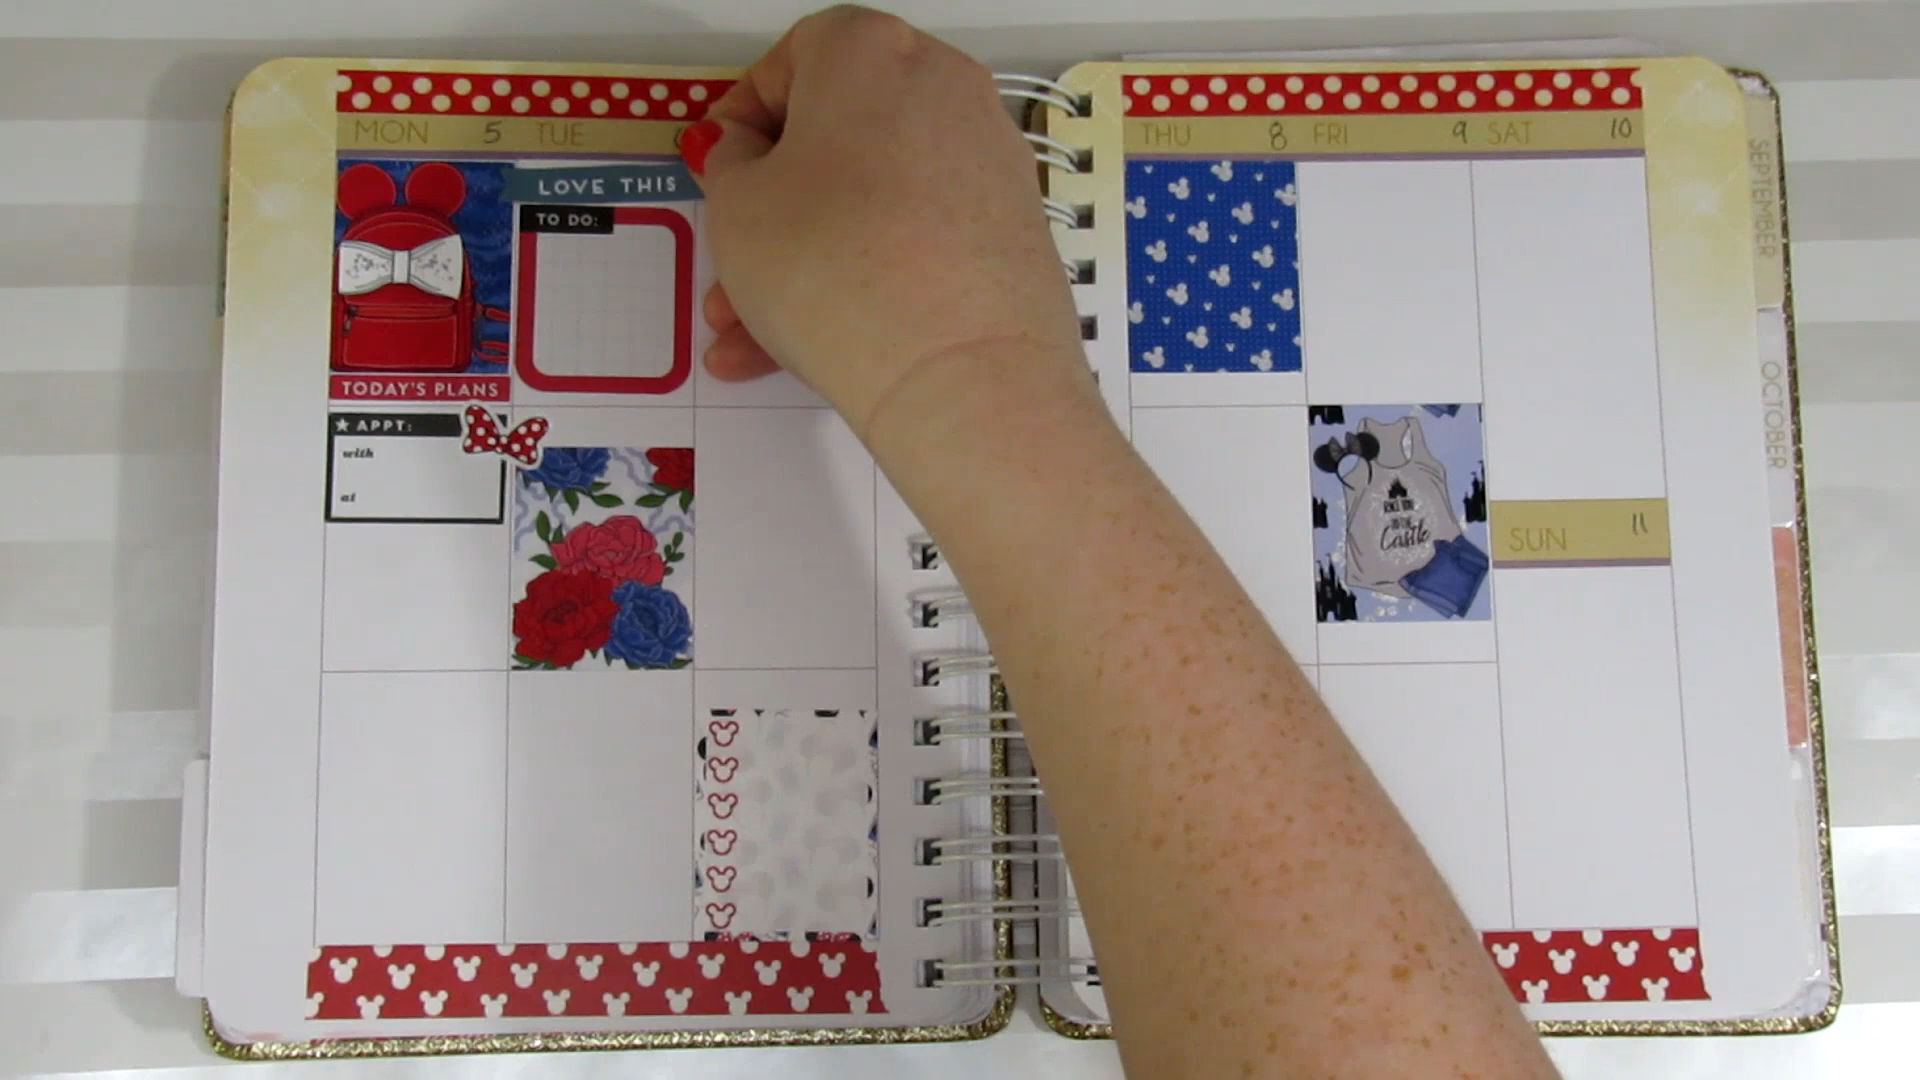 MON 5 TUE
THU 8 FRI 9 SAT 10
LOVE THIS
TO DO:
TODAY'S PLANS
★ APPT:
with
at
Castle
SUN 11
SEPTEMBER
OCTOBER